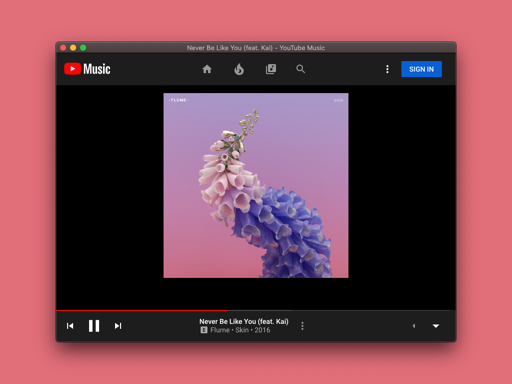 Never Be Like You (feat. Kai) - YouTube Music
Music
SIGN IN
·FLUME·
Never Be Like You (feat. Kai)
E Flume • Skin • 2016